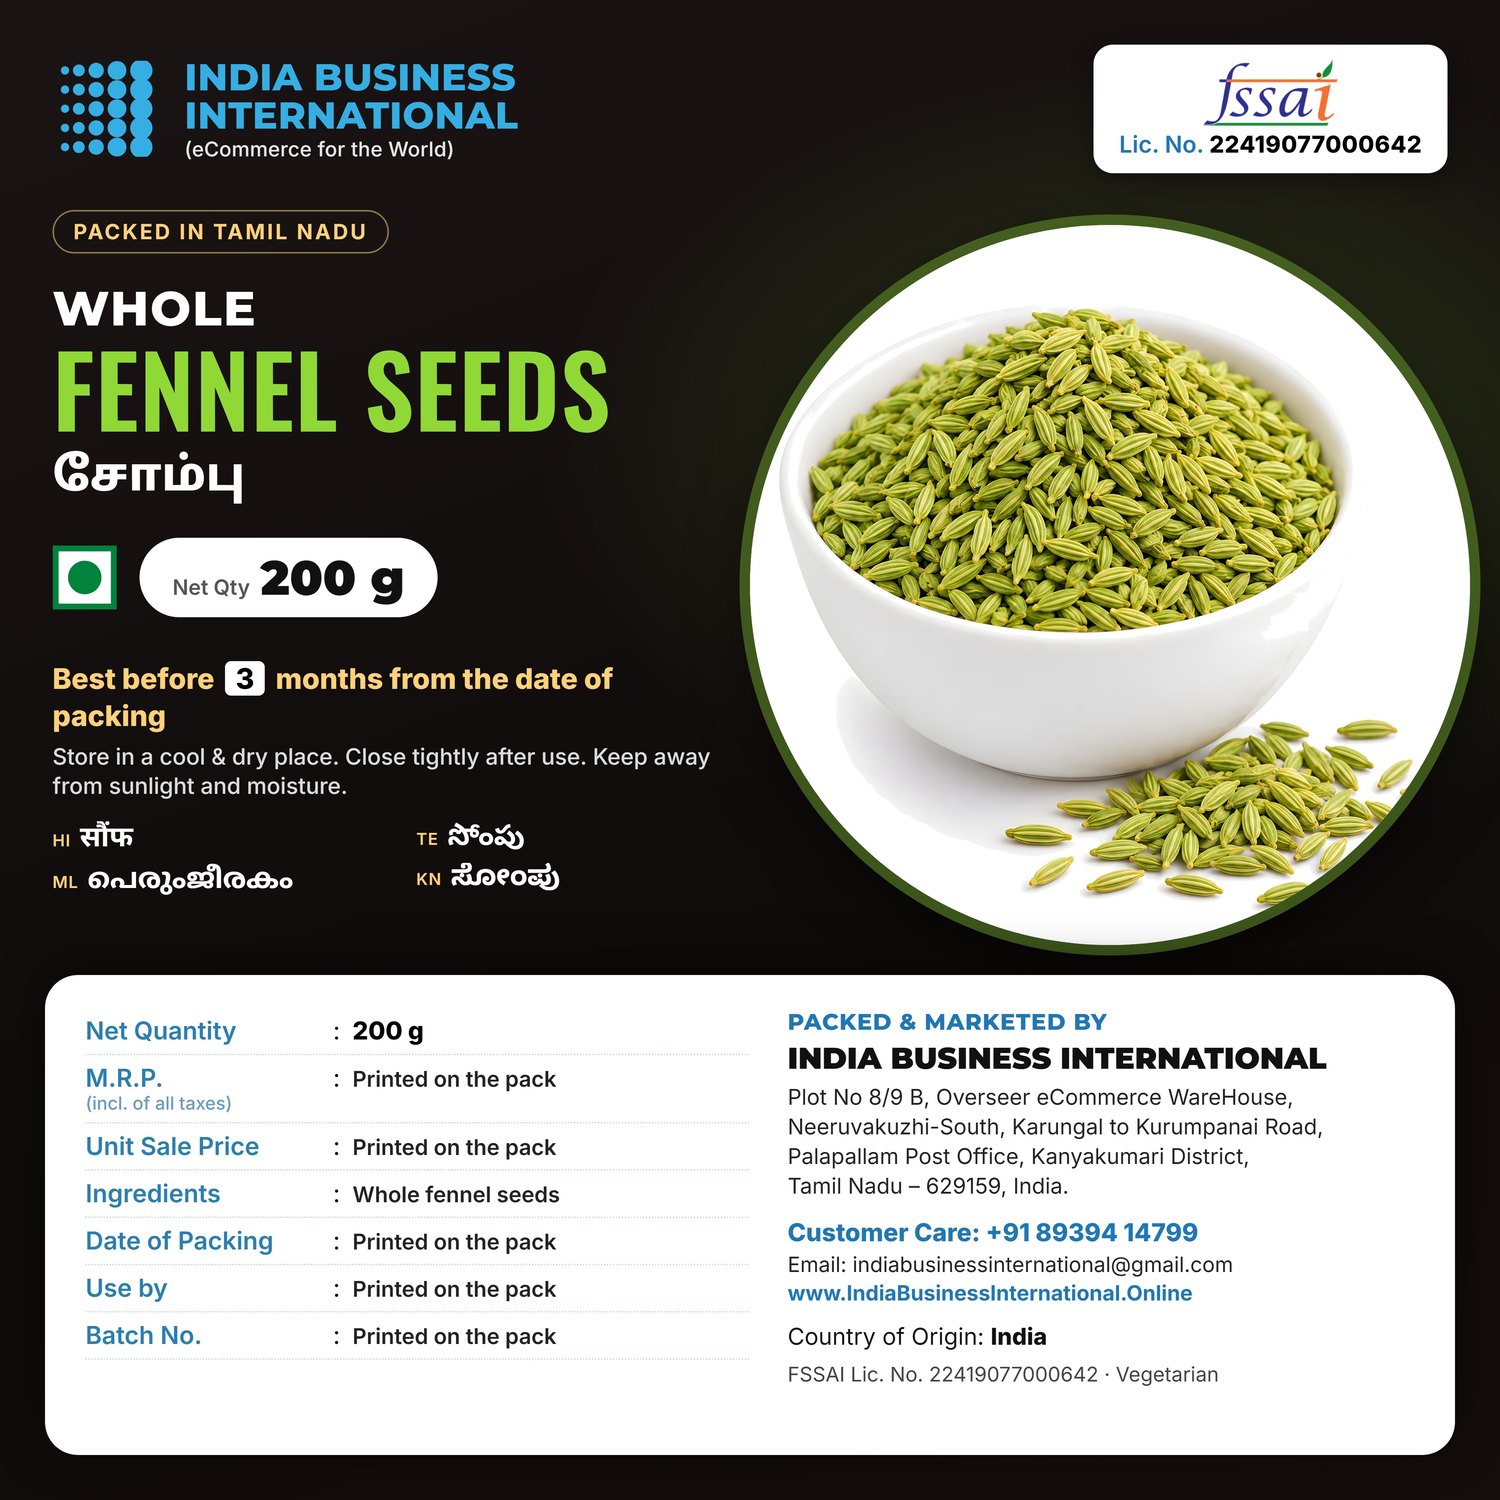 INDIA BUSINESS
INTERNATIONAL
(eCommerce for the World)
fssai
Lic. No. 22419077000642
PACKED IN TAMIL NADU
WHOLE
FENNEL SEEDS
சோம்பு
Net Qty 200 g
Best before 3 months from the date of
packing
Store in a cool & dry place. Close tightly after use. Keep away
from sunlight and moisture.
HI सौंफ
TE సోంపు
ML പെരുംജീരകം
KN ಸೋಂಪು
Net Quantity : 200 g
M.R.P. : Printed on the pack
(incl. of all taxes)
Unit Sale Price : Printed on the pack
Ingredients : Whole fennel seeds
Date of Packing : Printed on the pack
Use by : Printed on the pack
Batch No. : Printed on the pack
PACKED & MARKETED BY
INDIA BUSINESS INTERNATIONAL
Plot No 8/9 B, Overseer eCommerce WareHouse,
Neeruvakuzhi-South, Karungal to Kurumpanai Road,
Palapallam Post Office, Kanyakumari District,
Tamil Nadu – 629159, India.
Customer Care: +91 89394 14799
Email: indiabusinessinternational@gmail.com
www.IndiaBusinessInternational.Online
Country of Origin: India
FSSAI Lic. No. 22419077000642 · Vegetarian